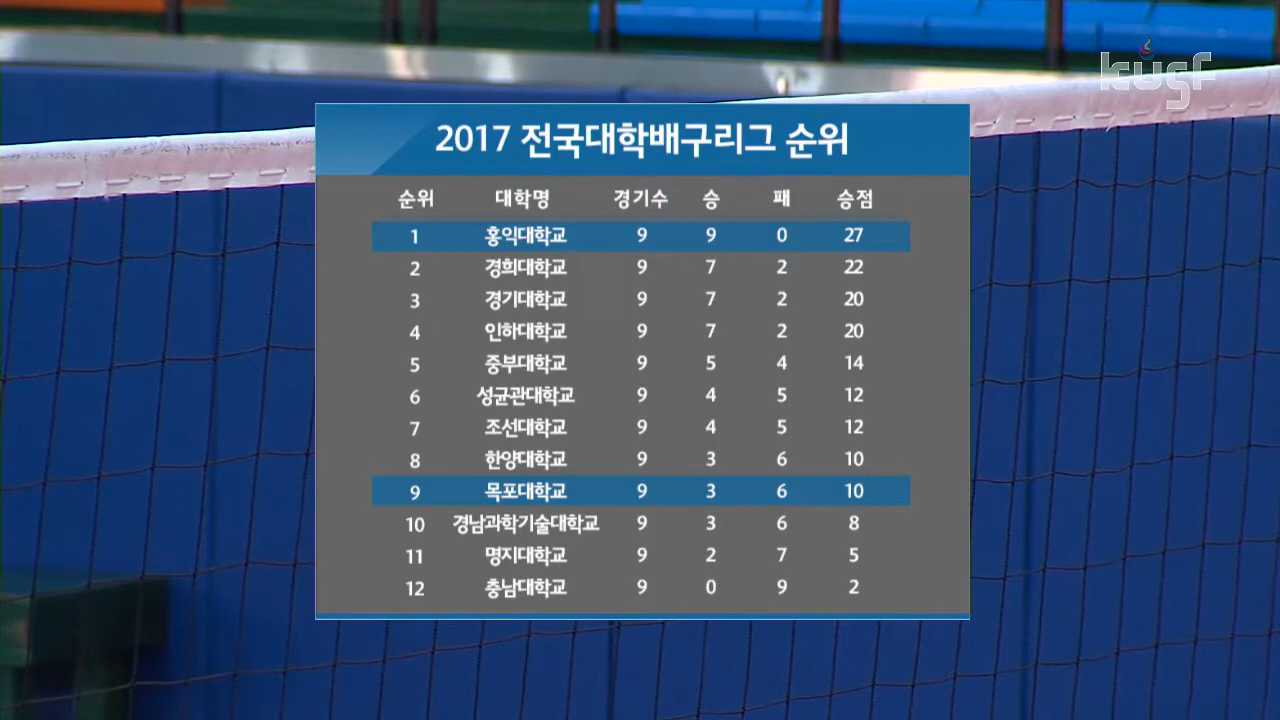 kusf
2017 전국대학배구리그 순위
순위 대학명 경기수 승 패 승점
1 홍익대학교 9 9 0 27
2 경희대학교 9 7 2 22
3 경기대학교 9 7 2 20
4 인하대학교 9 7 2 20
5 중부대학교 9 5 4 14
6 성균관대학교 9 4 5 12
7 조선대학교 9 4 5 12
8 한양대학교 9 3 6 10
9 목포대학교 9 3 6 10
10 경남과학기술대학교 9 3 6 8
11 명지대학교 9 2 7 5
12 충남대학교 9 0 9 2